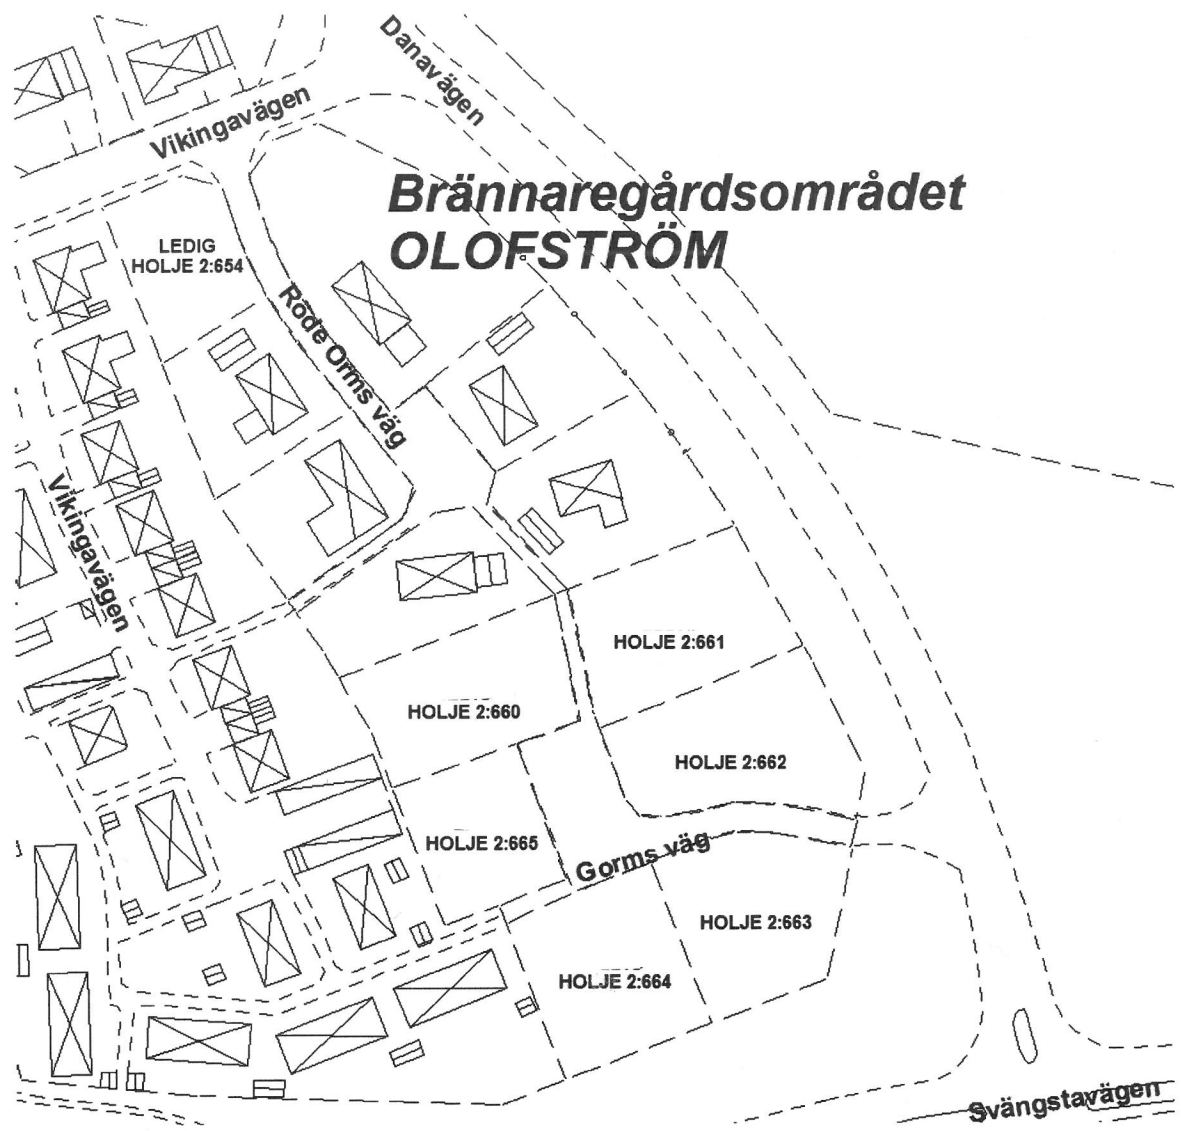 Danavägen
Vikingavägen
Brännaregårdsområdet
OLOFSTRÖM
LEDIG
HOLJE 2:654
Röde Orms väg
Vikingavägen
HOLJE 2:661
HOLJE 2:660
HOLJE 2:662
HOLJE 2:665
Gorms väg
HOLJE 2:663
HOLJE 2:664
Svängstavägen